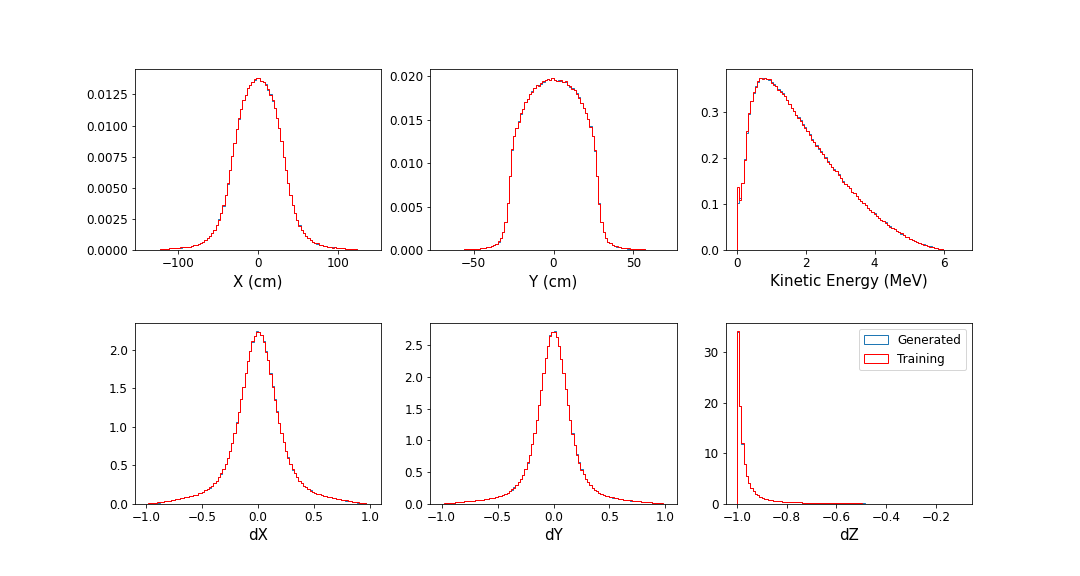 0.0125
0.0100
0.0075
0.0050
0.0025
0.0000
−100 0 100
X (cm)
0.020
0.015
0.010
0.005
0.000
−50 0 50
Y (cm)
0.3
0.2
0.1
0.0
0 2 4 6
Kinetic Energy (MeV)
2.0
1.5
1.0
0.5
0.0
−1.0 −0.5 0.0 0.5 1.0
dX
2.5
2.0
1.5
1.0
0.5
0.0
−1.0 −0.5 0.0 0.5 1.0
dY
Generated
Training
30
20
10
0
−1.0 −0.8 −0.6 −0.4 −0.2
dZ